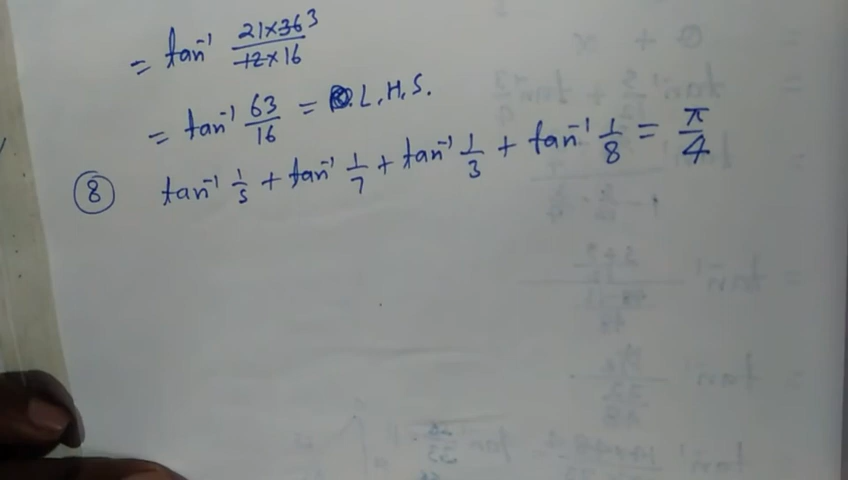 = tan⁻¹ 21×36 3 / 12×16
= tan⁻¹ 63/16 = L.H.S.
⑧ tan⁻¹ 1/5 + tan⁻¹ 1/7 + tan⁻¹ 1/3 + tan⁻¹ 1/8 = π/4